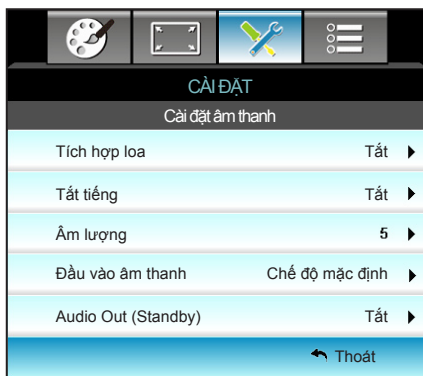 CÀI ĐẶT
Cài đặt âm thanh
Tích hợp loa Tắt
Tắt tiếng Tắt
Âm lượng 5
Đầu vào âm thanh Chế độ mặc định
Audio Out (Standby) Tắt
Thoát